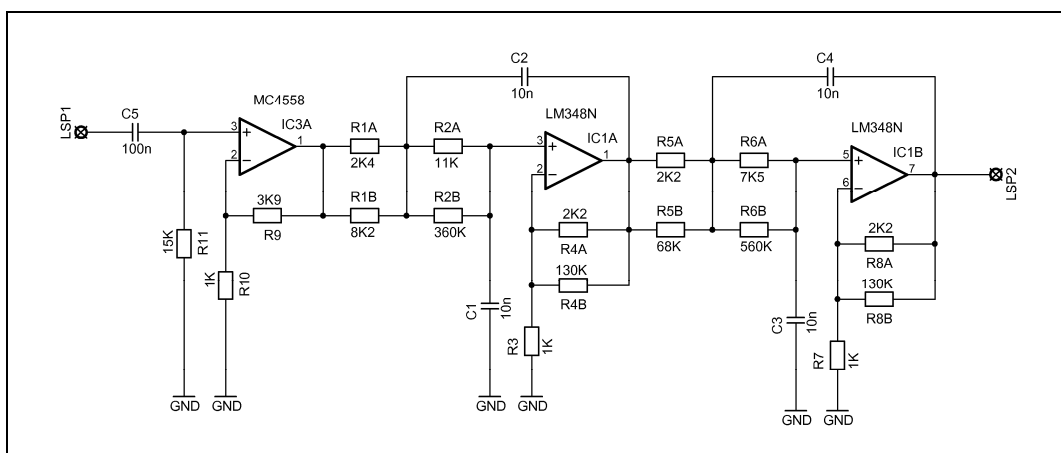 LSP1
C5
100n
15K
R11
GND
MC4558
IC3A
3
2
1
+
−
3K9
R9
1K
R10
GND
R1A
2K4
R1B
8K2
C2
10n
R2A
11K
R2B
360K
C1
10n
GND
LM348N
IC1A
3
2
1
+
−
2K2
R4A
130K
R4B
R3
1K
GND
R5A
2K2
R5B
68K
C4
10n
R6A
7K5
R6B
560K
C3
10n
GND
LM348N
IC1B
5
6
7
+
−
2K2
R8A
130K
R8B
R7
1K
GND
LSP2